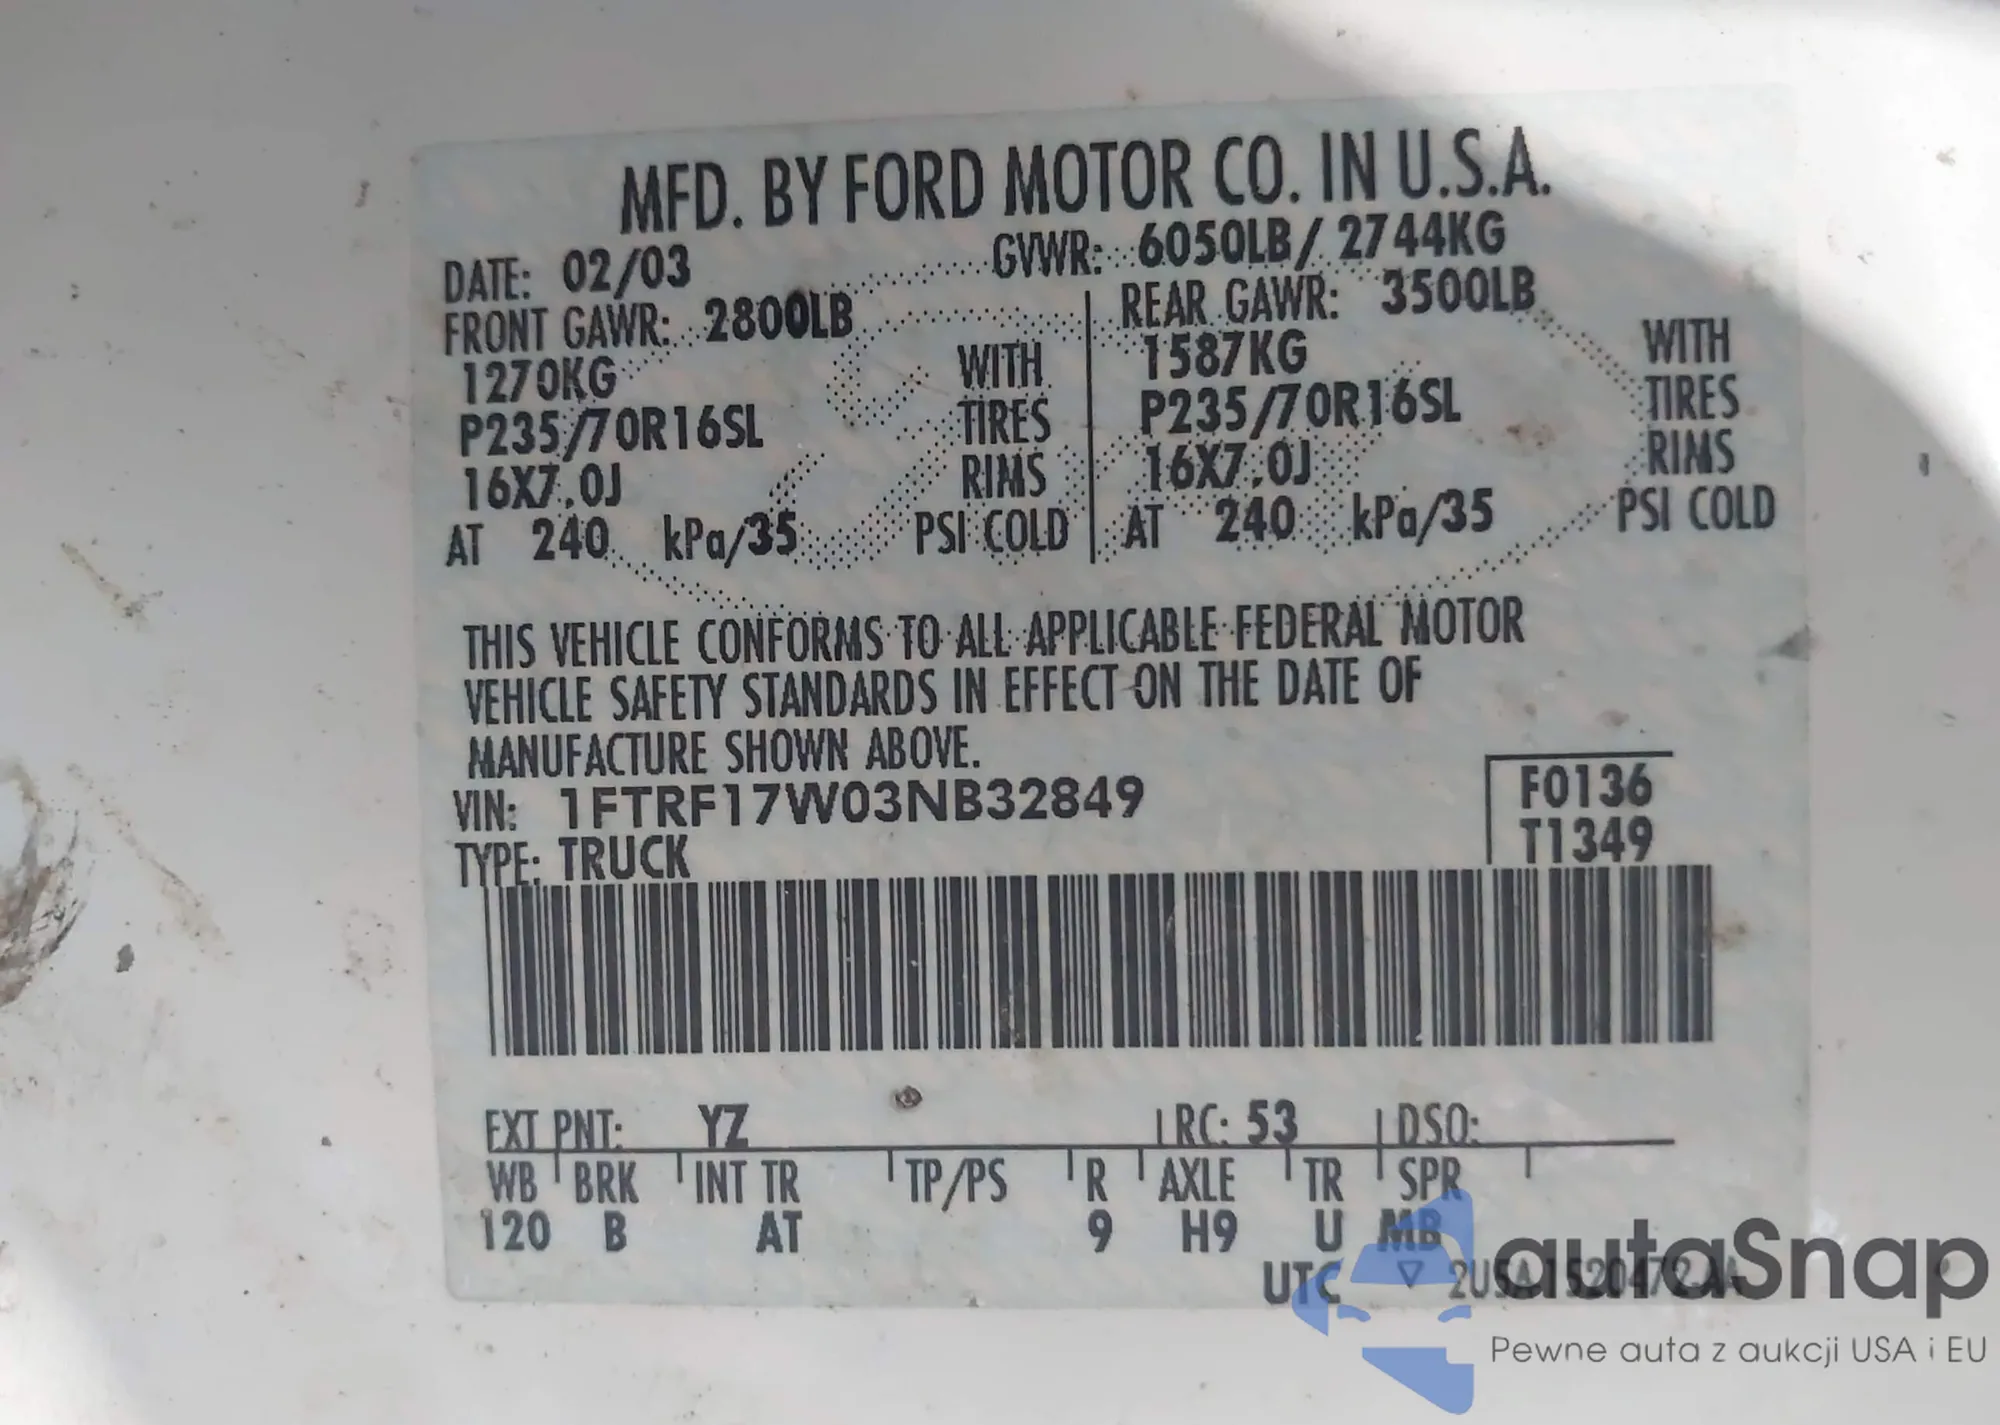 MFD. BY FORD MOTOR CO. IN U.S.A.
DATE: 02/03 GVWR: 6050LB/ 2744KG
FRONT GAWR: 2800LB REAR GAWR: 3500LB
1270KG WITH 1587KG WITH
P235/70R16SL TIRES P235/70R16SL TIRES
16X7.0J RIMS 16X7.0J RIMS
AT 240 kPa/35 PSI COLD AT 240 kPa/35 PSI COLD
THIS VEHICLE CONFORMS TO ALL APPLICABLE FEDERAL MOTOR
VEHICLE SAFETY STANDARDS IN EFFECT ON THE DATE OF
MANUFACTURE SHOWN ABOVE.
VIN: 1FTRF17W03NB32849 F0136
TYPE: TRUCK T1349
EXT PNT: YZ RC: 53 DSO:
WB BRK INT TR TP/PS R AXLE TR SPR
120 B AT 9 H9 U MB
UTC ▽ 2U5A-1520472-AA
autaSnap
Pewne auta z aukcji USA i EU